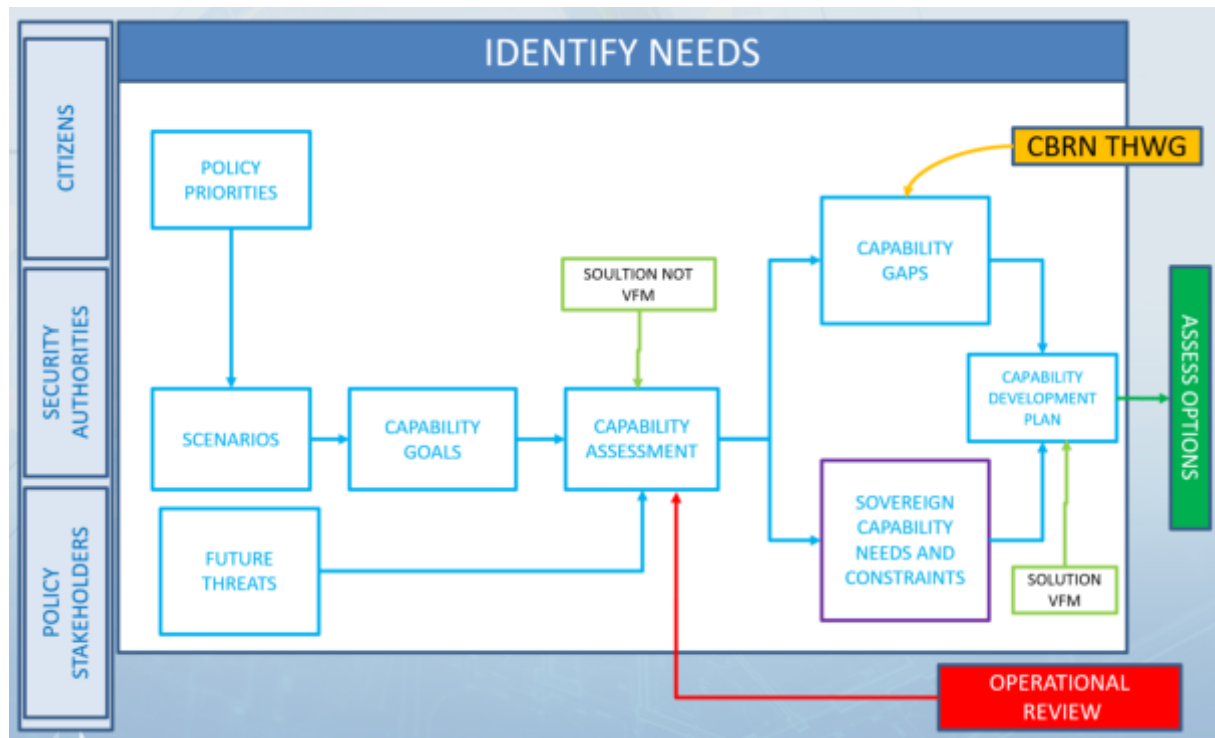 IDENTIFY NEEDS
CITIZENS
SECURITY
AUTHORITIES
POLICY
STAKEHOLDERS
POLICY
PRIORITIES
SCENARIOS
CAPABILITY
GOALS
FUTURE
THREATS
SOULTION NOT
VFM
CAPABILITY
ASSESSMENT
CBRN THWG
CAPABILITY
GAPS
SOVEREIGN
CAPABILITY
NEEDS AND
CONSTRAINTS
CAPABILITY
DEVELOPMENT
PLAN
SOLUTION
VFM
ASSESS OPTIONS
OPERATIONAL
REVIEW